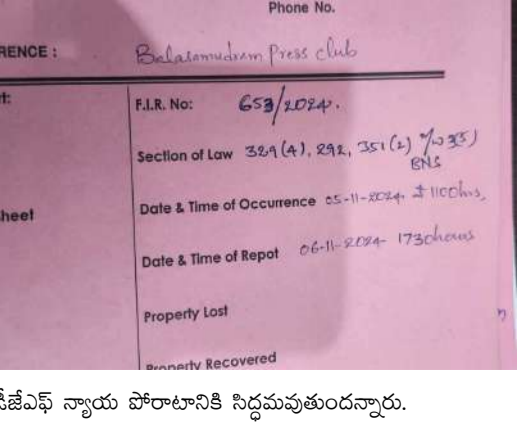 Phone No.
RENCE : Balasamudram Press club
F.I.R. No: 653/2024.
Section of Law 329(4), 292, 351(2) r/w 3(5)
BNS
Date & Time of Occurrence 05-11-2024. 1100hrs,
heet
Date & Time of Repot 06-11-2024- 1730hours
Property Lost
Property Recovered
డీజేఎఫ్ న్యాయ పోరాటానికి సిద్ధమవుతుందన్నారు.